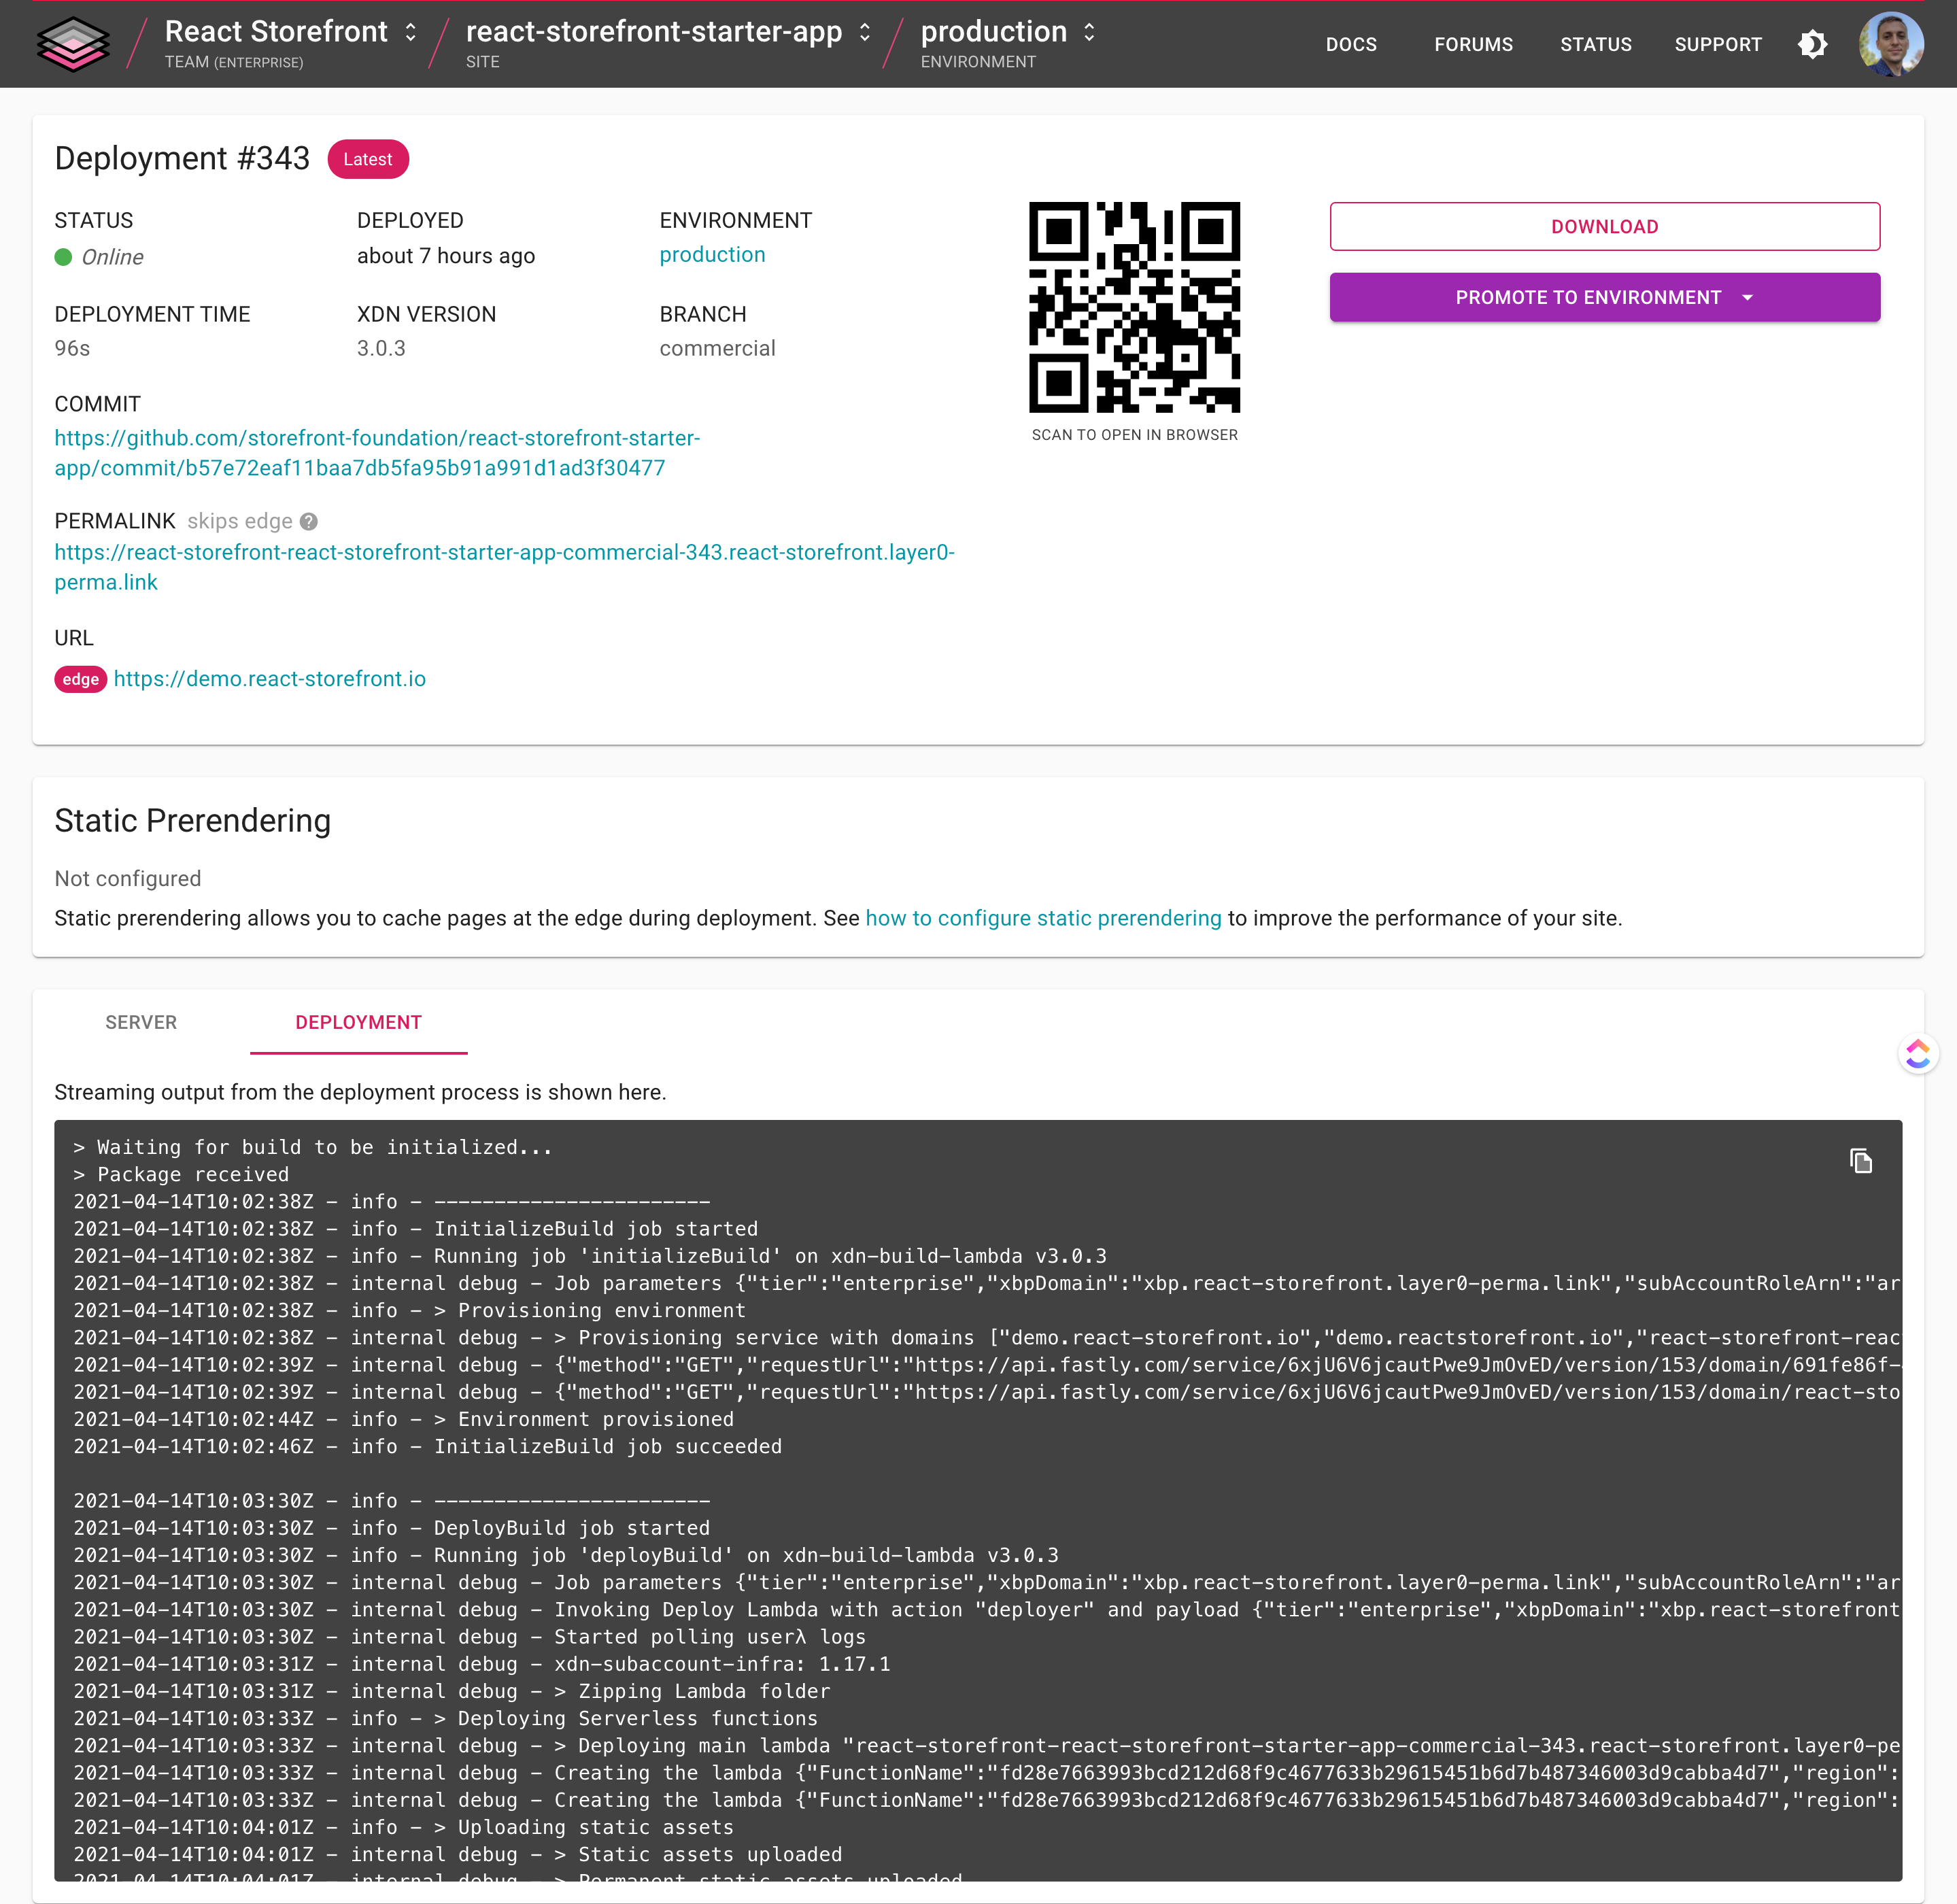 React Storefront
TEAM (ENTERPRISE)
react-storefront-starter-app
SITE
production
ENVIRONMENT
DOCS
FORUMS
STATUS
SUPPORT
Deployment #343
Latest
STATUS
Online
DEPLOYED
about 7 hours ago
ENVIRONMENT
production
DEPLOYMENT TIME
96s
XDN VERSION
3.0.3
BRANCH
commercial
COMMIT
https://github.com/storefront-foundation/react-storefront-starter-
app/commit/b57e72eaf11baa7db5fa95b91a991d1ad3f30477
PERMALINK skips edge ?
https://react-storefront-react-storefront-starter-app-commercial-343.react-storefront.layer0-
perma.link
URL
edge https://demo.react-storefront.io
SCAN TO OPEN IN BROWSER
DOWNLOAD
PROMOTE TO ENVIRONMENT
Static Prerendering
Not configured
Static prerendering allows you to cache pages at the edge during deployment. See how to configure static prerendering to improve the performance of your site.
SERVER
DEPLOYMENT
Streaming output from the deployment process is shown here.
> Waiting for build to be initialized...
> Package received
2021-04-14T10:02:38Z - info - -----------------------
2021-04-14T10:02:38Z - info - InitializeBuild job started
2021-04-14T10:02:38Z - info - Running job 'initializeBuild' on xdn-build-lambda v3.0.3
2021-04-14T10:02:38Z - internal debug - Job parameters {"tier":"enterprise","xbpDomain":"xbp.react-storefront.layer0-perma.link","subAccountRoleArn":"ar
2021-04-14T10:02:38Z - info - > Provisioning environment
2021-04-14T10:02:38Z - internal debug - > Provisioning service with domains ["demo.react-storefront.io","demo.reactstorefront.io","react-storefront-reac
2021-04-14T10:02:39Z - internal debug - {"method":"GET","requestUrl":"https://api.fastly.com/service/6xjU6V6jcautPwe9JmOvED/version/153/domain/691fe86f-
2021-04-14T10:02:39Z - internal debug - {"method":"GET","requestUrl":"https://api.fastly.com/service/6xjU6V6jcautPwe9JmOvED/version/153/domain/react-sto
2021-04-14T10:02:44Z - info - > Environment provisioned
2021-04-14T10:02:46Z - info - InitializeBuild job succeeded
2021-04-14T10:03:30Z - info - -----------------------
2021-04-14T10:03:30Z - info - DeployBuild job started
2021-04-14T10:03:30Z - info - Running job 'deployBuild' on xdn-build-lambda v3.0.3
2021-04-14T10:03:30Z - internal debug - Job parameters {"tier":"enterprise","xbpDomain":"xbp.react-storefront.layer0-perma.link","subAccountRoleArn":"ar
2021-04-14T10:03:30Z - internal debug - Invoking Deploy Lambda with action "deployer" and payload {"tier":"enterprise","xbpDomain":"xbp.react-storefront
2021-04-14T10:03:30Z - internal debug - Started polling userλ logs
2021-04-14T10:03:31Z - internal debug - xdn-subaccount-infra: 1.17.1
2021-04-14T10:03:31Z - internal debug - > Zipping Lambda folder
2021-04-14T10:03:33Z - info - > Deploying Serverless functions
2021-04-14T10:03:33Z - internal debug - > Deploying main lambda "react-storefront-react-storefront-starter-app-commercial-343.react-storefront.layer0-pe
2021-04-14T10:03:33Z - internal debug - Creating the lambda {"FunctionName":"fd28e7663993bcd212d68f9c4677633b29615451b6d7b487346003d9cabba4d7","region":
2021-04-14T10:03:33Z - internal debug - Creating the lambda {"FunctionName":"fd28e7663993bcd212d68f9c4677633b29615451b6d7b487346003d9cabba4d7","region":
2021-04-14T10:04:01Z - info - > Uploading static assets
2021-04-14T10:04:01Z - internal debug - > Static assets uploaded
2021-04-14T10:04:01Z - internal debug - > Permanent static assets uploaded